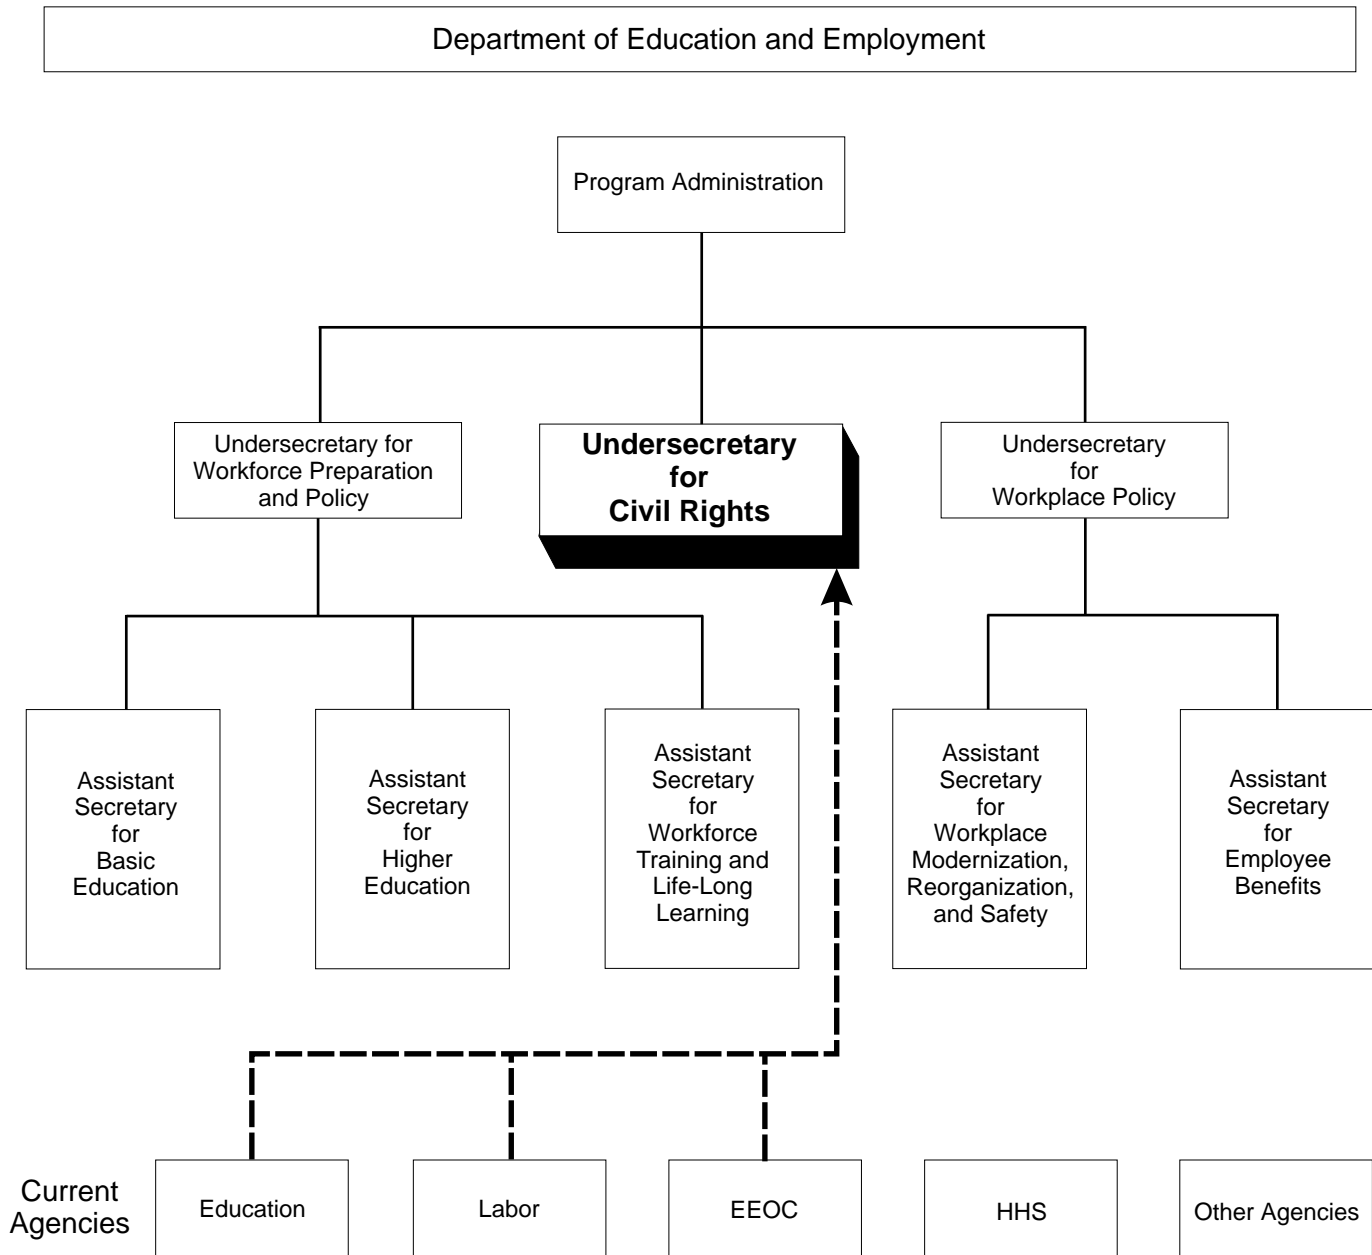 Department of Education and Employment
Program Administration
Undersecretary for
Workforce Preparation
and Policy
Undersecretary
for
Civil Rights
Undersecretary
for
Workplace Policy
Assistant
Secretary
for
Basic
Education
Assistant
Secretary
for
Higher
Education
Assistant
Secretary
for
Workforce
Training and
Life-Long
Learning
Assistant
Secretary
for
Workplace
Modernization,
Reorganization,
and Safety
Assistant
Secretary
for
Employee
Benefits
Current
Agencies
Education
Labor
EEOC
HHS
Other Agencies